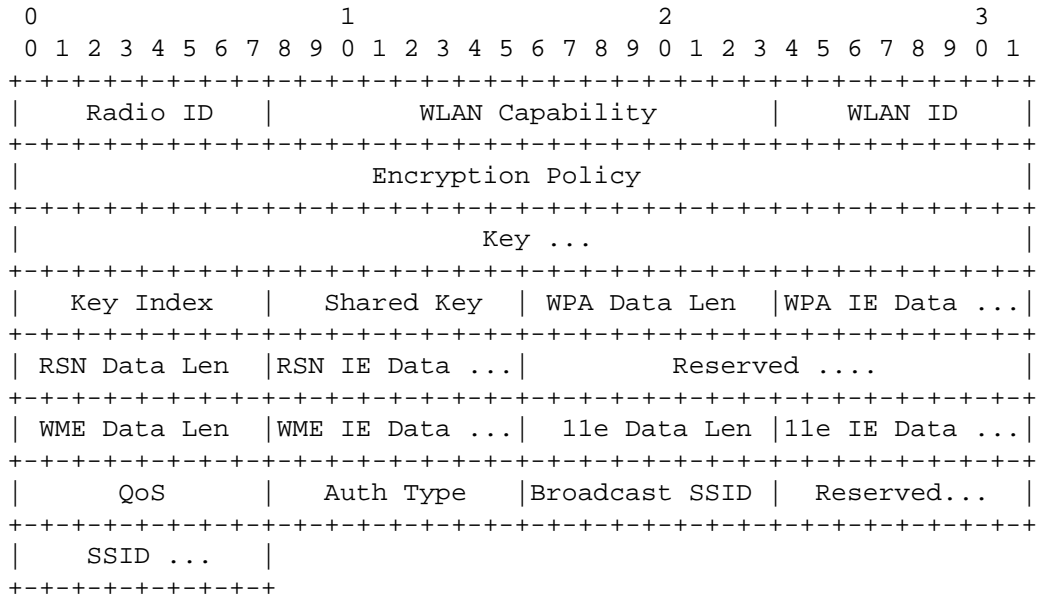 0                   1                   2                   3
 0 1 2 3 4 5 6 7 8 9 0 1 2 3 4 5 6 7 8 9 0 1 2 3 4 5 6 7 8 9 0 1
+-+-+-+-+-+-+-+-+-+-+-+-+-+-+-+-+-+-+-+-+-+-+-+-+-+-+-+-+-+-+-+-+
|    Radio ID   |         WLAN Capability       |    WLAN ID    |
+-+-+-+-+-+-+-+-+-+-+-+-+-+-+-+-+-+-+-+-+-+-+-+-+-+-+-+-+-+-+-+-+
|                      Encryption Policy                        |
+-+-+-+-+-+-+-+-+-+-+-+-+-+-+-+-+-+-+-+-+-+-+-+-+-+-+-+-+-+-+-+-+
|                             Key ...                           |
+-+-+-+-+-+-+-+-+-+-+-+-+-+-+-+-+-+-+-+-+-+-+-+-+-+-+-+-+-+-+-+-+
|   Key Index   |   Shared Key  | WPA Data Len  |WPA IE Data ...|
+-+-+-+-+-+-+-+-+-+-+-+-+-+-+-+-+-+-+-+-+-+-+-+-+-+-+-+-+-+-+-+-+
| RSN Data Len  |RSN IE Data ...|         Reserved ....         |
+-+-+-+-+-+-+-+-+-+-+-+-+-+-+-+-+-+-+-+-+-+-+-+-+-+-+-+-+-+-+-+-+
| WME Data Len  |WME IE Data ...|  11e Data Len |11e IE Data ...|
+-+-+-+-+-+-+-+-+-+-+-+-+-+-+-+-+-+-+-+-+-+-+-+-+-+-+-+-+-+-+-+-+
|      QoS      |   Auth Type   |Broadcast SSID |  Reserved...  |
+-+-+-+-+-+-+-+-+-+-+-+-+-+-+-+-+-+-+-+-+-+-+-+-+-+-+-+-+-+-+-+-+
|    SSID ...   |
+-+-+-+-+-+-+-+-+